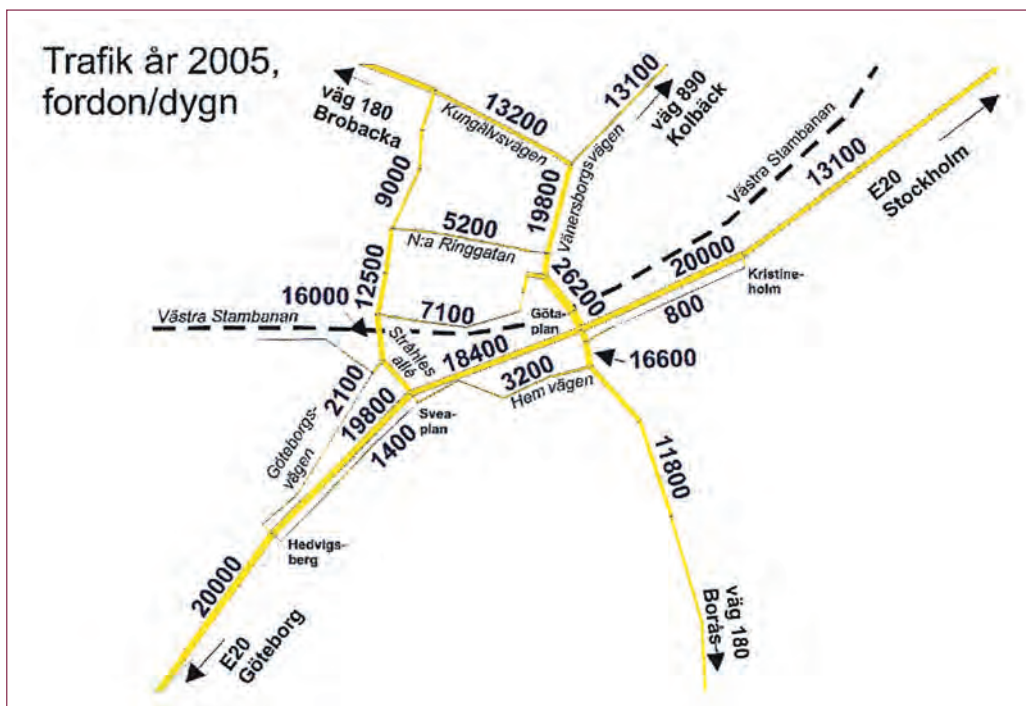 Trafik år 2005,
fordon/dygn
väg 180
Brobacka
13200
Kungälvsvägen
13100
väg 890
Kolbäck
Vänersborgsvägen
19800
Västra Stambanan
13100
E20
Stockholm
9000
5200
N:a Ringgatan
12500
16000
Västra Stambanan
7100
26200
Göta-
plan
20000
Kristine-
holm
800
Stråhles
allé
18400
3200
Hem vägen
16600
2100
Göteborgs-
vägen
19800
1400
Svea-
plan
11800
Hedvigs-
berg
20000
E20
Göteborg
väg 180
Borås